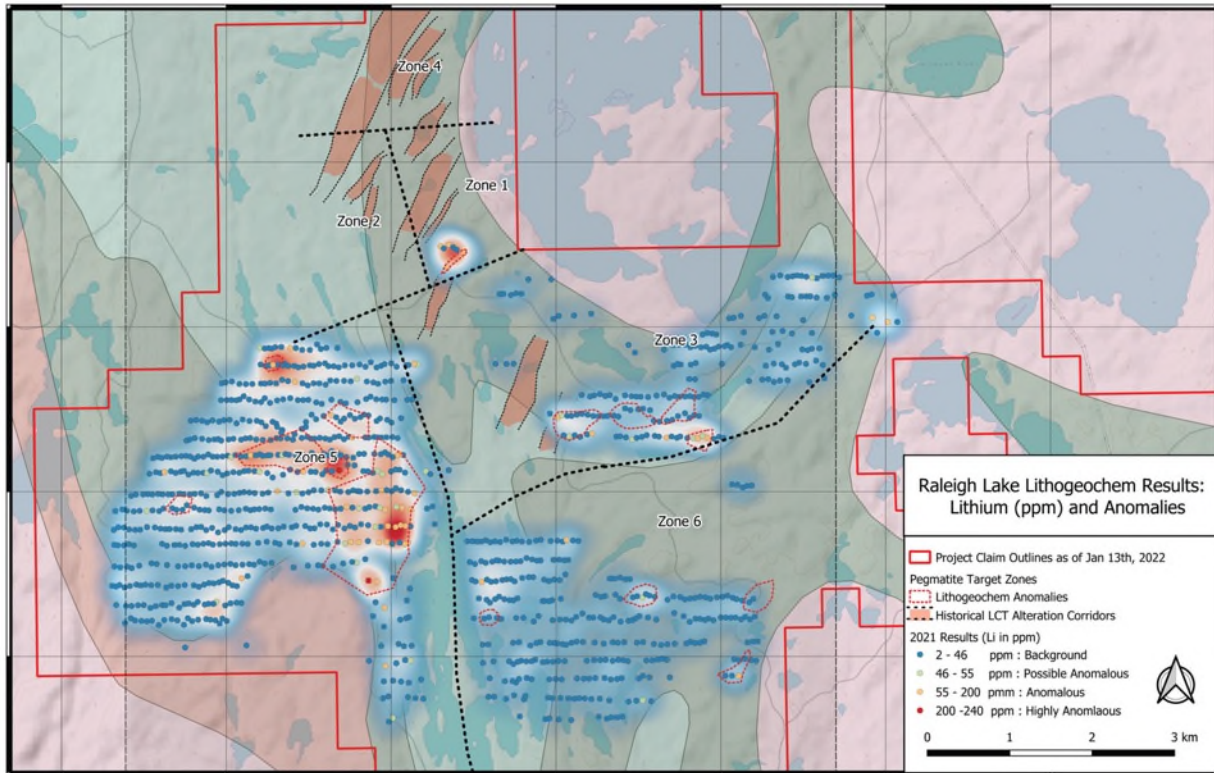 Zone 4
Zone 1
Zone 2
Zone 3
Zone 5
Zone 6
Raleigh Lake Lithogeochem Results:
Lithium (ppm) and Anomalies
Project Claim Outlines as of Jan 13th, 2022
Pegmatite Target Zones
Lithogeochem Anomalies
Historical LCT Alteration Corridors
2021 Results (Li in ppm)
2 - 46 ppm : Background
46 - 55 ppm : Possible Anomalous
55 - 200 pmm : Anomalous
200 -240 ppm : Highly Anomlaous
0 1 2 3 km